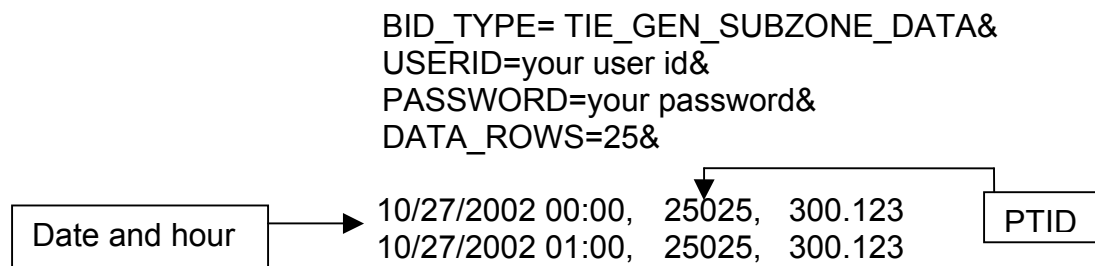 BID_TYPE= TIE_GEN_SUBZONE_DATA&
USERID=your user id&
PASSWORD=your password&
DATA_ROWS=25&
10/27/2002 00:00, 25025, 300.123
10/27/2002 01:00, 25025, 300.123
Date and hour
PTID